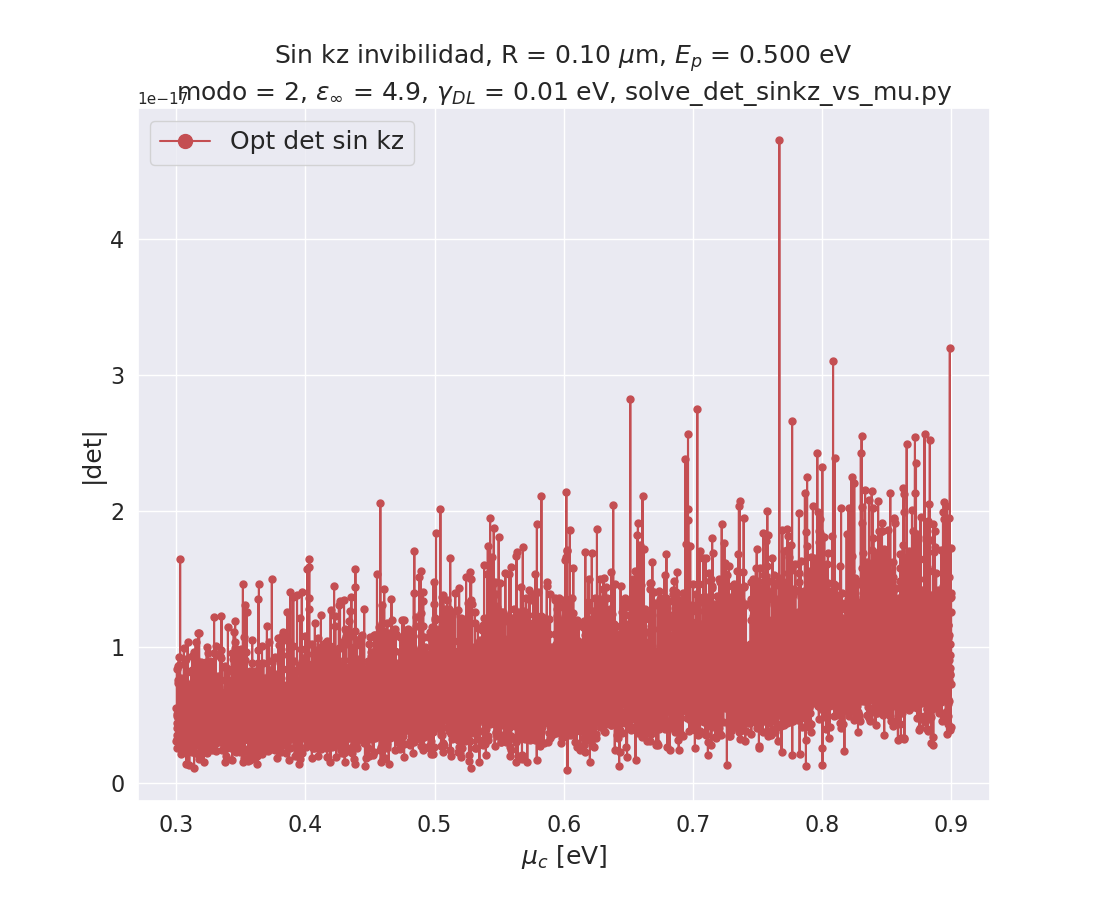 Sin kz invibilidad, R = 0.10 μm, E_p = 0.500 eV
modo = 2, ε_∞ = 4.9, γ_DL = 0.01 eV, solve_det_sinkz_vs_mu.py
1e−17
Opt det sin kz
|det|
4
3
2
1
0
0.3 0.4 0.5 0.6 0.7 0.8 0.9
μ_c [eV]